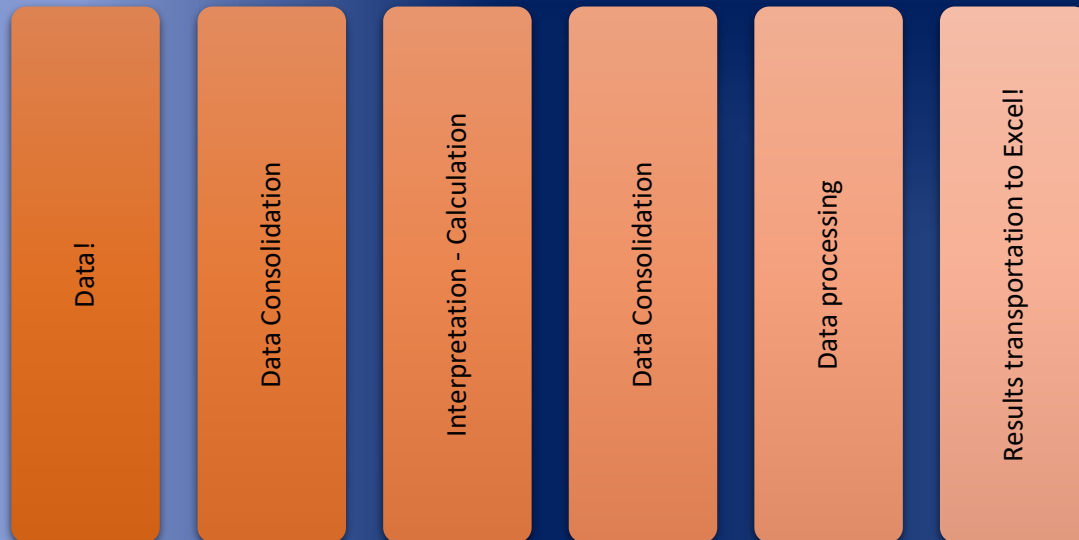 Data!
Data Consolidation
Interpretation - Calculation
Data Consolidation
Data processing
Results transportation to Excel!